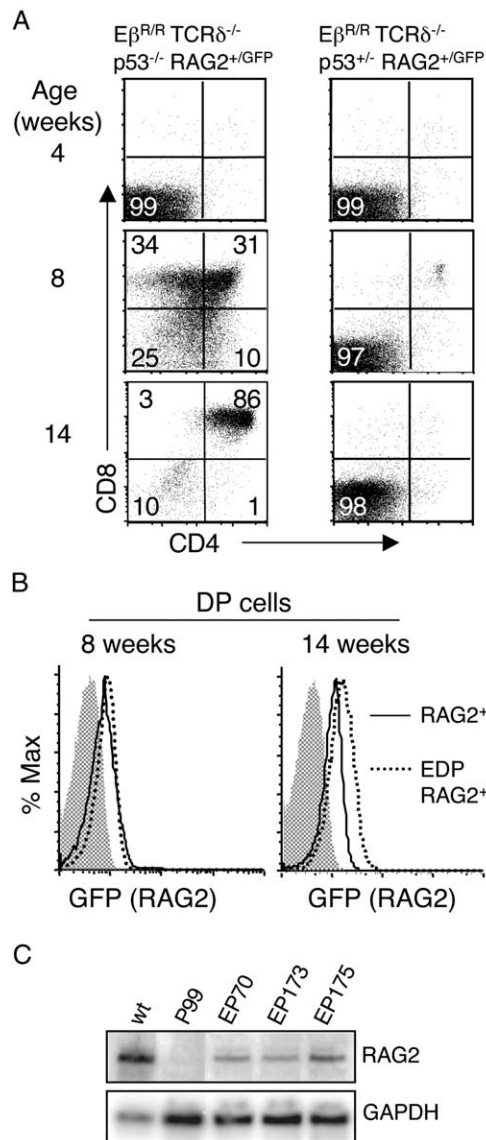 A
EβR/R TCRδ-/-
p53-/- RAG2+/GFP
EβR/R TCRδ-/-
p53+/- RAG2+/GFP
Age
(weeks)
4
99
99
8
34
31
25
10
97
14
3
86
10
1
98
CD8
CD4
B
DP cells
8 weeks
14 weeks
% Max
RAG2+
EDP
RAG2+
GFP (RAG2)
GFP (RAG2)
C
wt
P99
EP70
EP173
EP175
RAG2
GAPDH